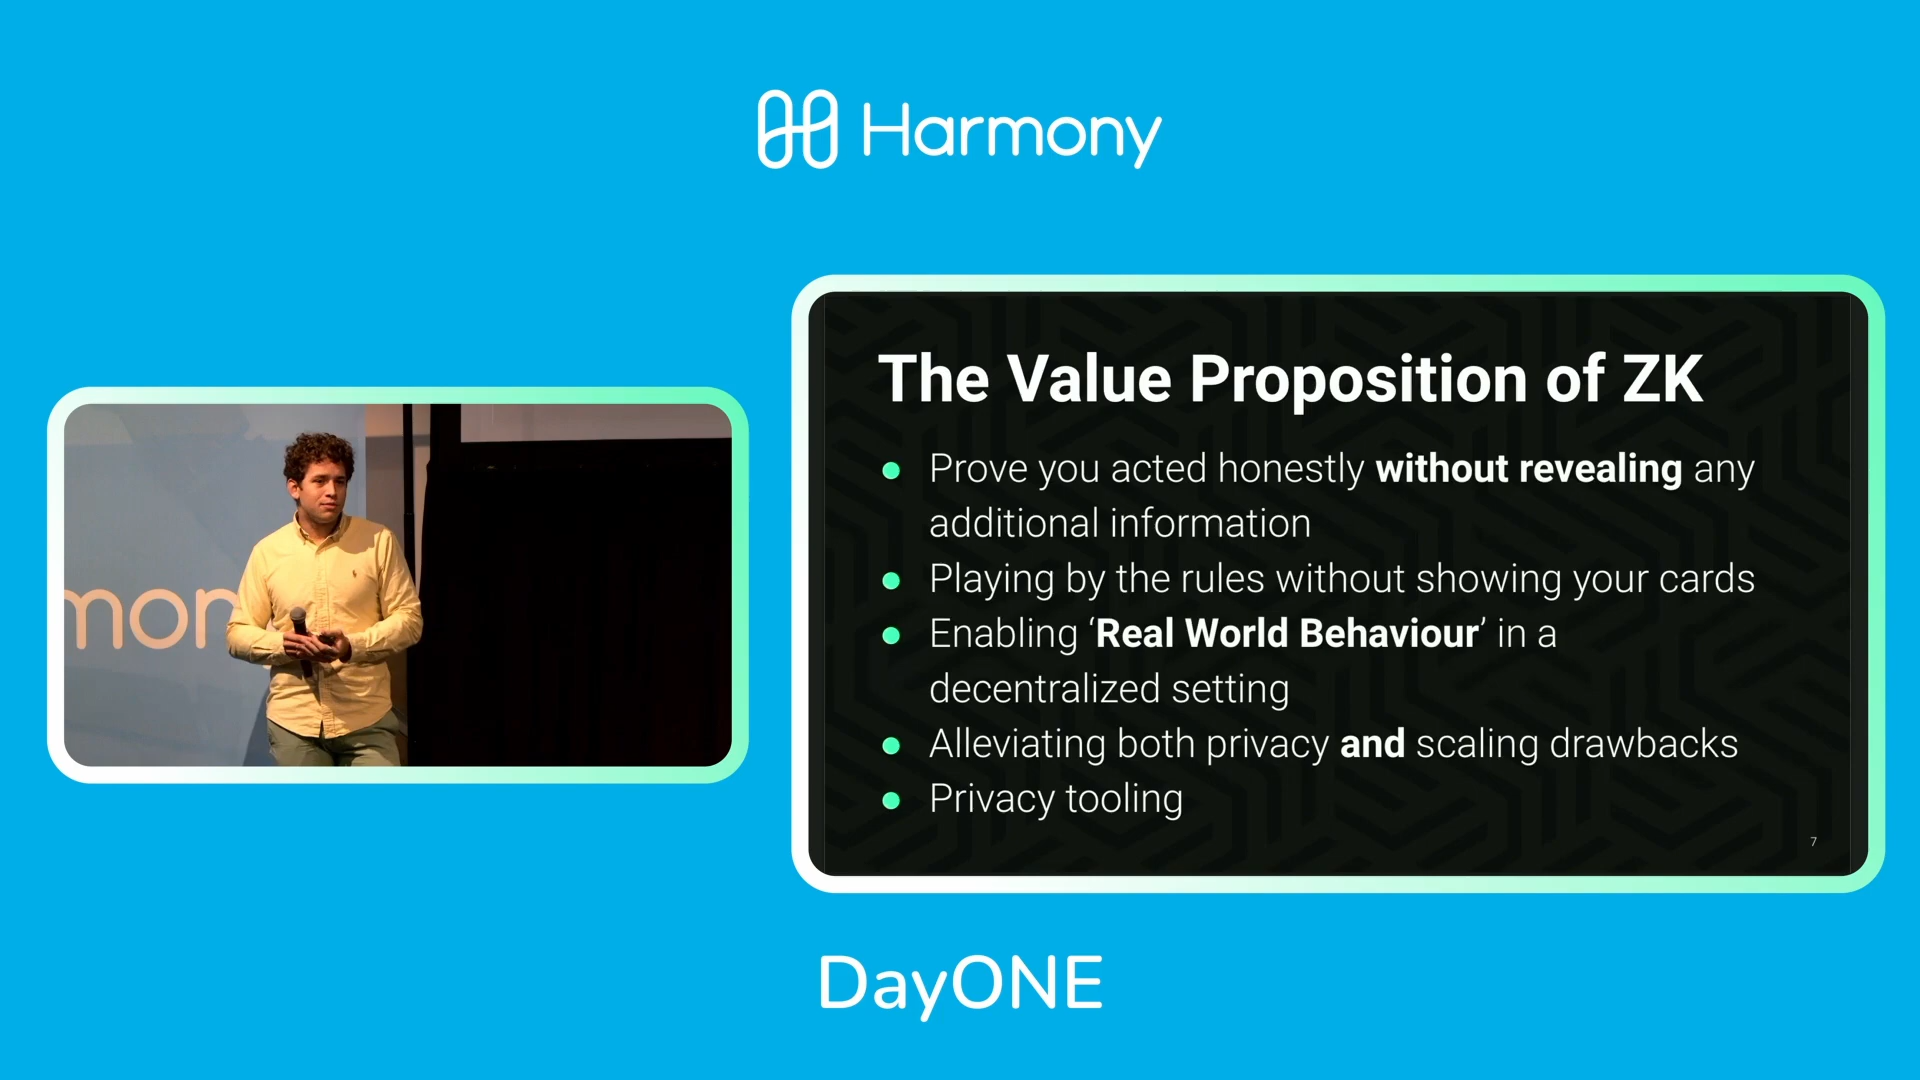 Harmony
mon
The Value Proposition of ZK
Prove you acted honestly without revealing any
additional information
Playing by the rules without showing your cards
Enabling ‘Real World Behaviour’ in a
decentralized setting
Alleviating both privacy and scaling drawbacks
Privacy tooling
7
DayONE